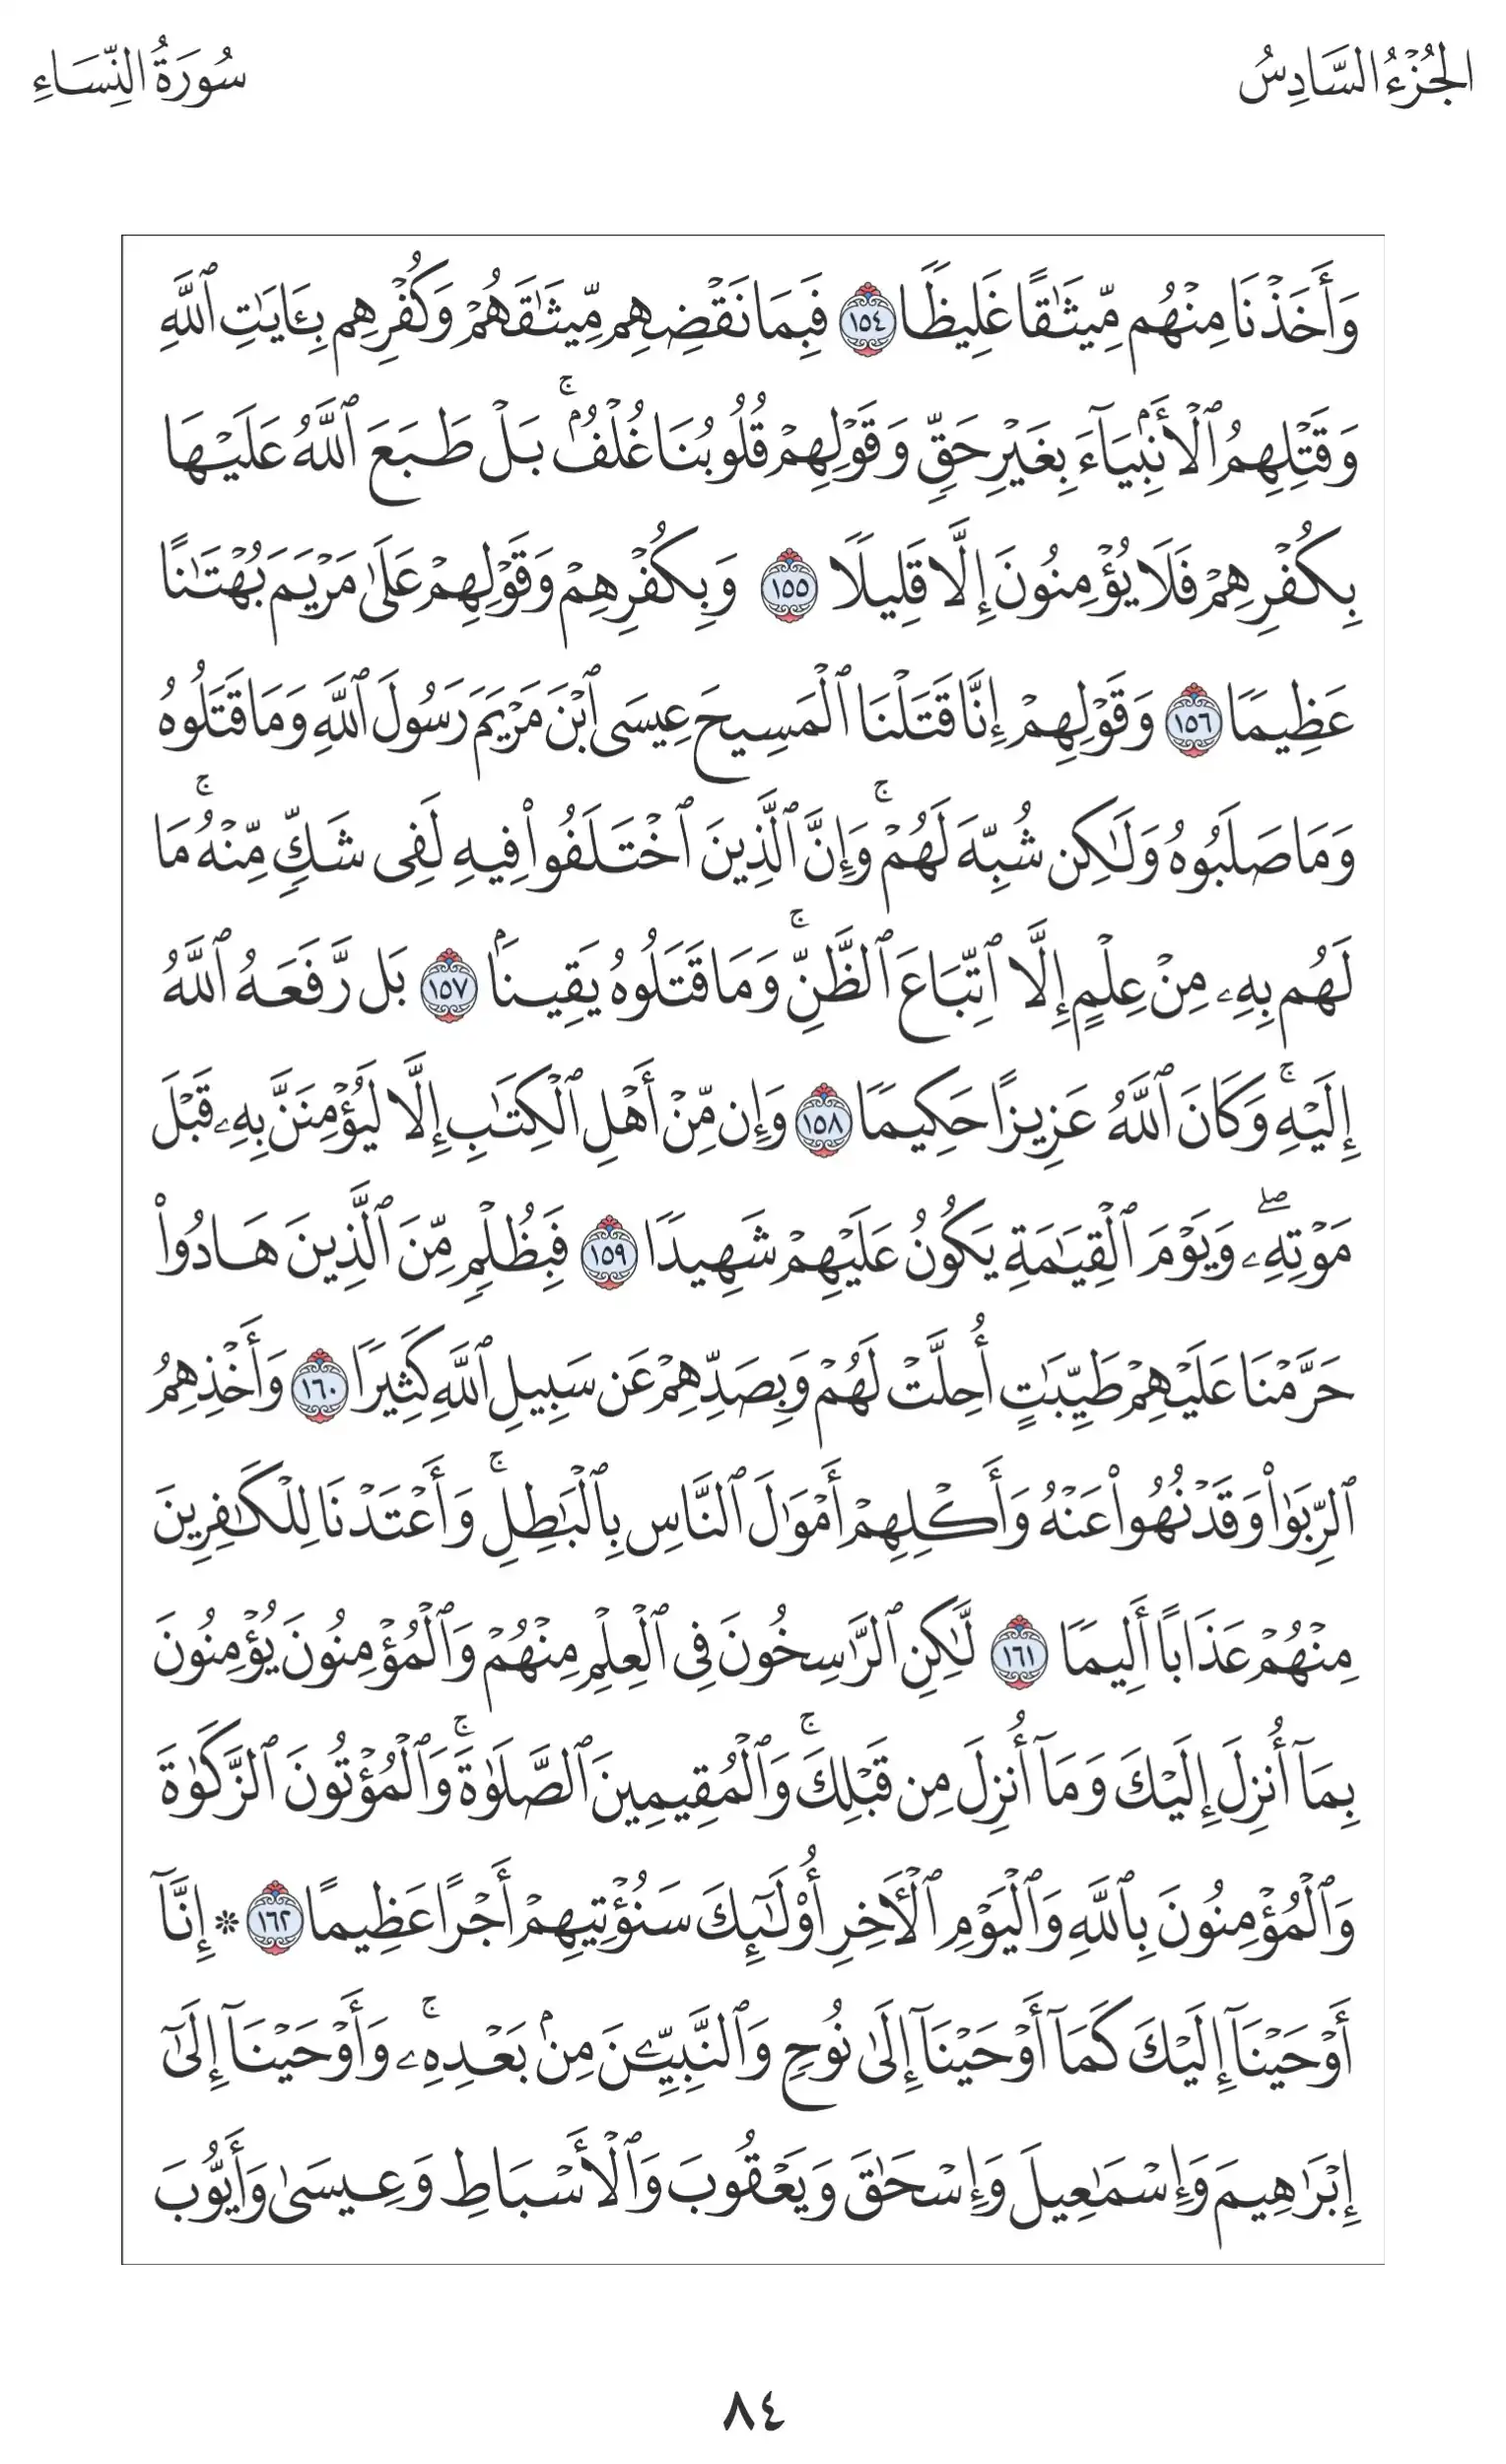 الجُزْءُ السَّادِسُ
سُورَةُ النِّسَاءِ
وَأَخَذْنَا مِنْهُم مِّيثَٰقًا غَلِيظًا ١٥٤ فَبِمَا نَقْضِهِم مِّيثَٰقَهُمْ وَكُفْرِهِم بِـَٔايَٰتِ ٱللَّهِ
وَقَتْلِهِمُ ٱلْأَنۢبِيَآءَ بِغَيْرِ حَقٍّ وَقَوْلِهِمْ قُلُوبُنَا غُلْفٌۢ ۚ بَلْ طَبَعَ ٱللَّهُ عَلَيْهَا
بِكُفْرِهِمْ فَلَا يُؤْمِنُونَ إِلَّا قَلِيلًا ١٥٥ وَبِكُفْرِهِمْ وَقَوْلِهِمْ عَلَىٰ مَرْيَمَ بُهْتَٰنًا
عَظِيمًا ١٥٦ وَقَوْلِهِمْ إِنَّا قَتَلْنَا ٱلْمَسِيحَ عِيسَى ٱبْنَ مَرْيَمَ رَسُولَ ٱللَّهِ وَمَا قَتَلُوهُ
وَمَا صَلَبُوهُ وَلَٰكِن شُبِّهَ لَهُمْ ۚ وَإِنَّ ٱلَّذِينَ ٱخْتَلَفُوا۟ فِيهِ لَفِى شَكٍّ مِّنْهُ ۚ مَا
لَهُم بِهِۦ مِنْ عِلْمٍ إِلَّا ٱتِّبَاعَ ٱلظَّنِّ ۚ وَمَا قَتَلُوهُ يَقِينًۢا ١٥٧ بَل رَّفَعَهُ ٱللَّهُ
إِلَيْهِ ۚ وَكَانَ ٱللَّهُ عَزِيزًا حَكِيمًا ١٥٨ وَإِن مِّنْ أَهْلِ ٱلْكِتَٰبِ إِلَّا لَيُؤْمِنَنَّ بِهِۦ قَبْلَ
مَوْتِهِۦ ۖ وَيَوْمَ ٱلْقِيَٰمَةِ يَكُونُ عَلَيْهِمْ شَهِيدًا ١٥٩ فَبِظُلْمٍ مِّنَ ٱلَّذِينَ هَادُوا۟
حَرَّمْنَا عَلَيْهِمْ طَيِّبَٰتٍ أُحِلَّتْ لَهُمْ وَبِصَدِّهِمْ عَن سَبِيلِ ٱللَّهِ كَثِيرًا ١٦٠ وَأَخْذِهِمُ
ٱلرِّبَوٰا۟ وَقَدْ نُهُوا۟ عَنْهُ وَأَكْلِهِمْ أَمْوَٰلَ ٱلنَّاسِ بِٱلْبَٰطِلِ ۚ وَأَعْتَدْنَا لِلْكَٰفِرِينَ
مِنْهُمْ عَذَابًا أَلِيمًا ١٦١ لَّٰكِنِ ٱلرَّٰسِخُونَ فِى ٱلْعِلْمِ مِنْهُمْ وَٱلْمُؤْمِنُونَ يُؤْمِنُونَ
بِمَآ أُنزِلَ إِلَيْكَ وَمَآ أُنزِلَ مِن قَبْلِكَ ۚ وَٱلْمُقِيمِينَ ٱلصَّلَوٰةَ ۚ وَٱلْمُؤْتُونَ ٱلزَّكَوٰةَ
وَٱلْمُؤْمِنُونَ بِٱللَّهِ وَٱلْيَوْمِ ٱلْـَٔاخِرِ أُو۟لَٰٓئِكَ سَنُؤْتِيهِمْ أَجْرًا عَظِيمًا ١٦٢ ۞ إِنَّآ
أَوْحَيْنَآ إِلَيْكَ كَمَآ أَوْحَيْنَآ إِلَىٰ نُوحٍ وَٱلنَّبِيِّـۧنَ مِنۢ بَعْدِهِۦ ۚ وَأَوْحَيْنَآ إِلَىٰٓ
إِبْرَٰهِيمَ وَإِسْمَٰعِيلَ وَإِسْحَٰقَ وَيَعْقُوبَ وَٱلْأَسْبَاطِ وَعِيسَىٰ وَأَيُّوبَ
٨٤